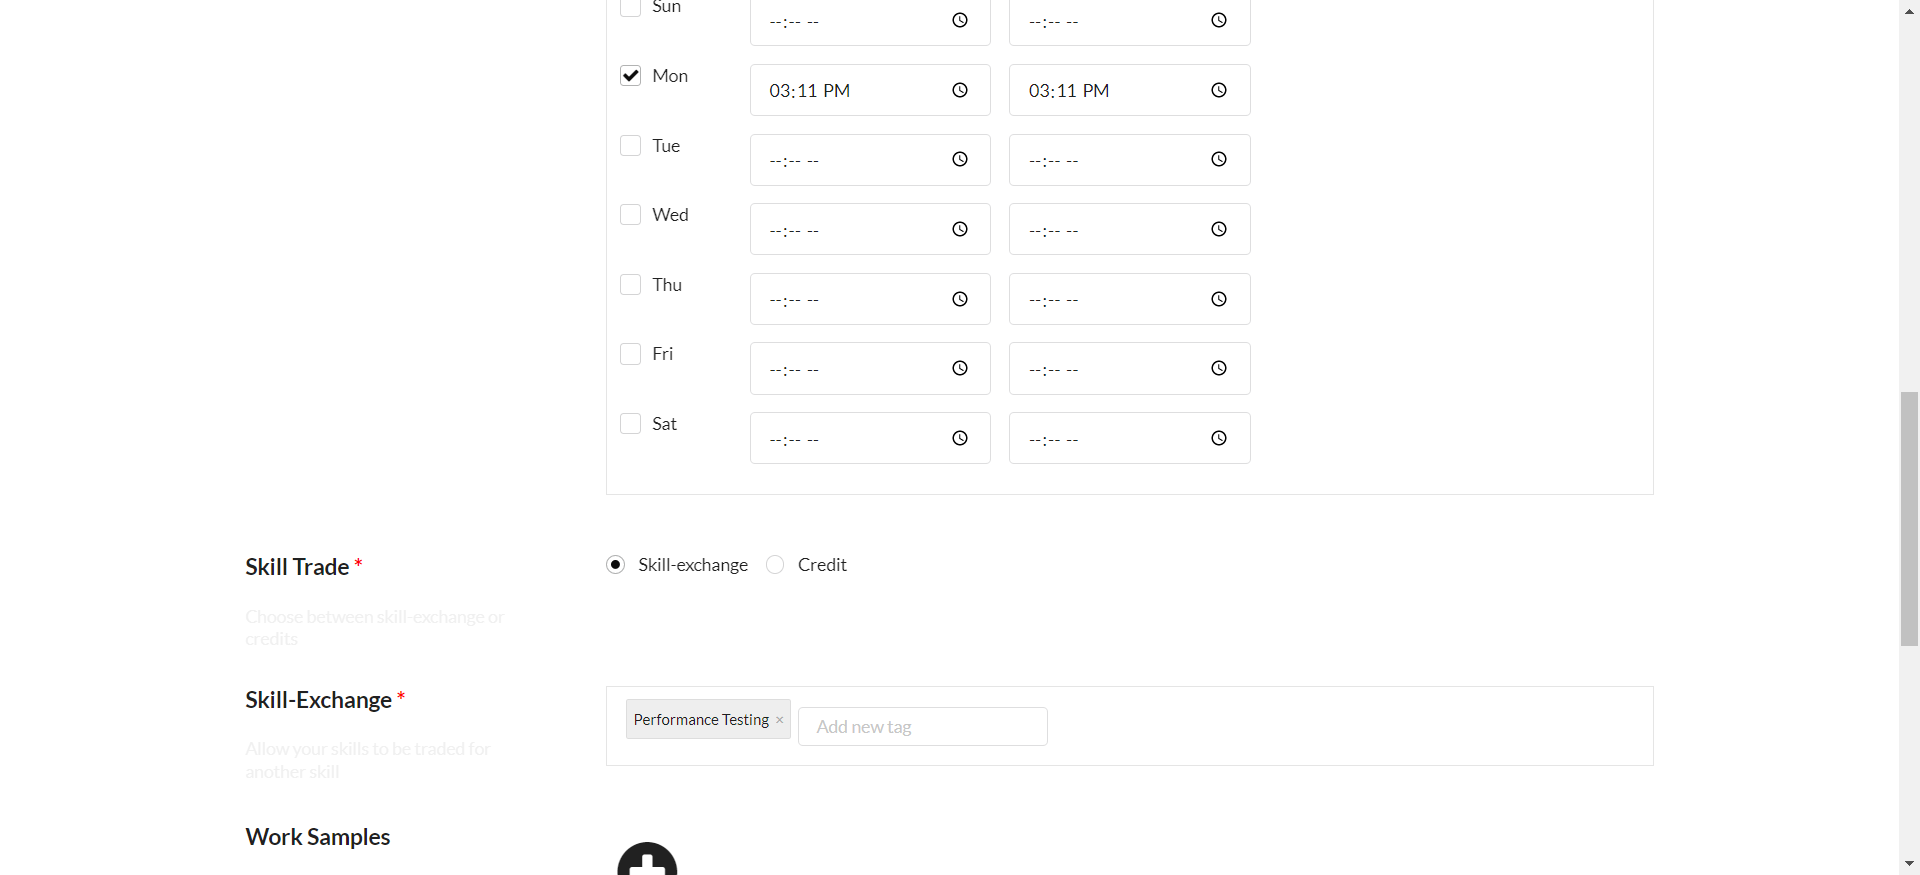 Sun --:-- -- --:-- --
Mon 03:11 PM 03:11 PM
Tue --:-- -- --:-- --
Wed --:-- -- --:-- --
Thu --:-- -- --:-- --
Fri --:-- -- --:-- --
Sat --:-- -- --:-- --
Skill Trade *
Skill-exchange Credit
Choose between skill-exchange or
credits
Skill-Exchange *
Performance Testing × Add new tag
Allow your skills to be traded for
another skill
Work Samples